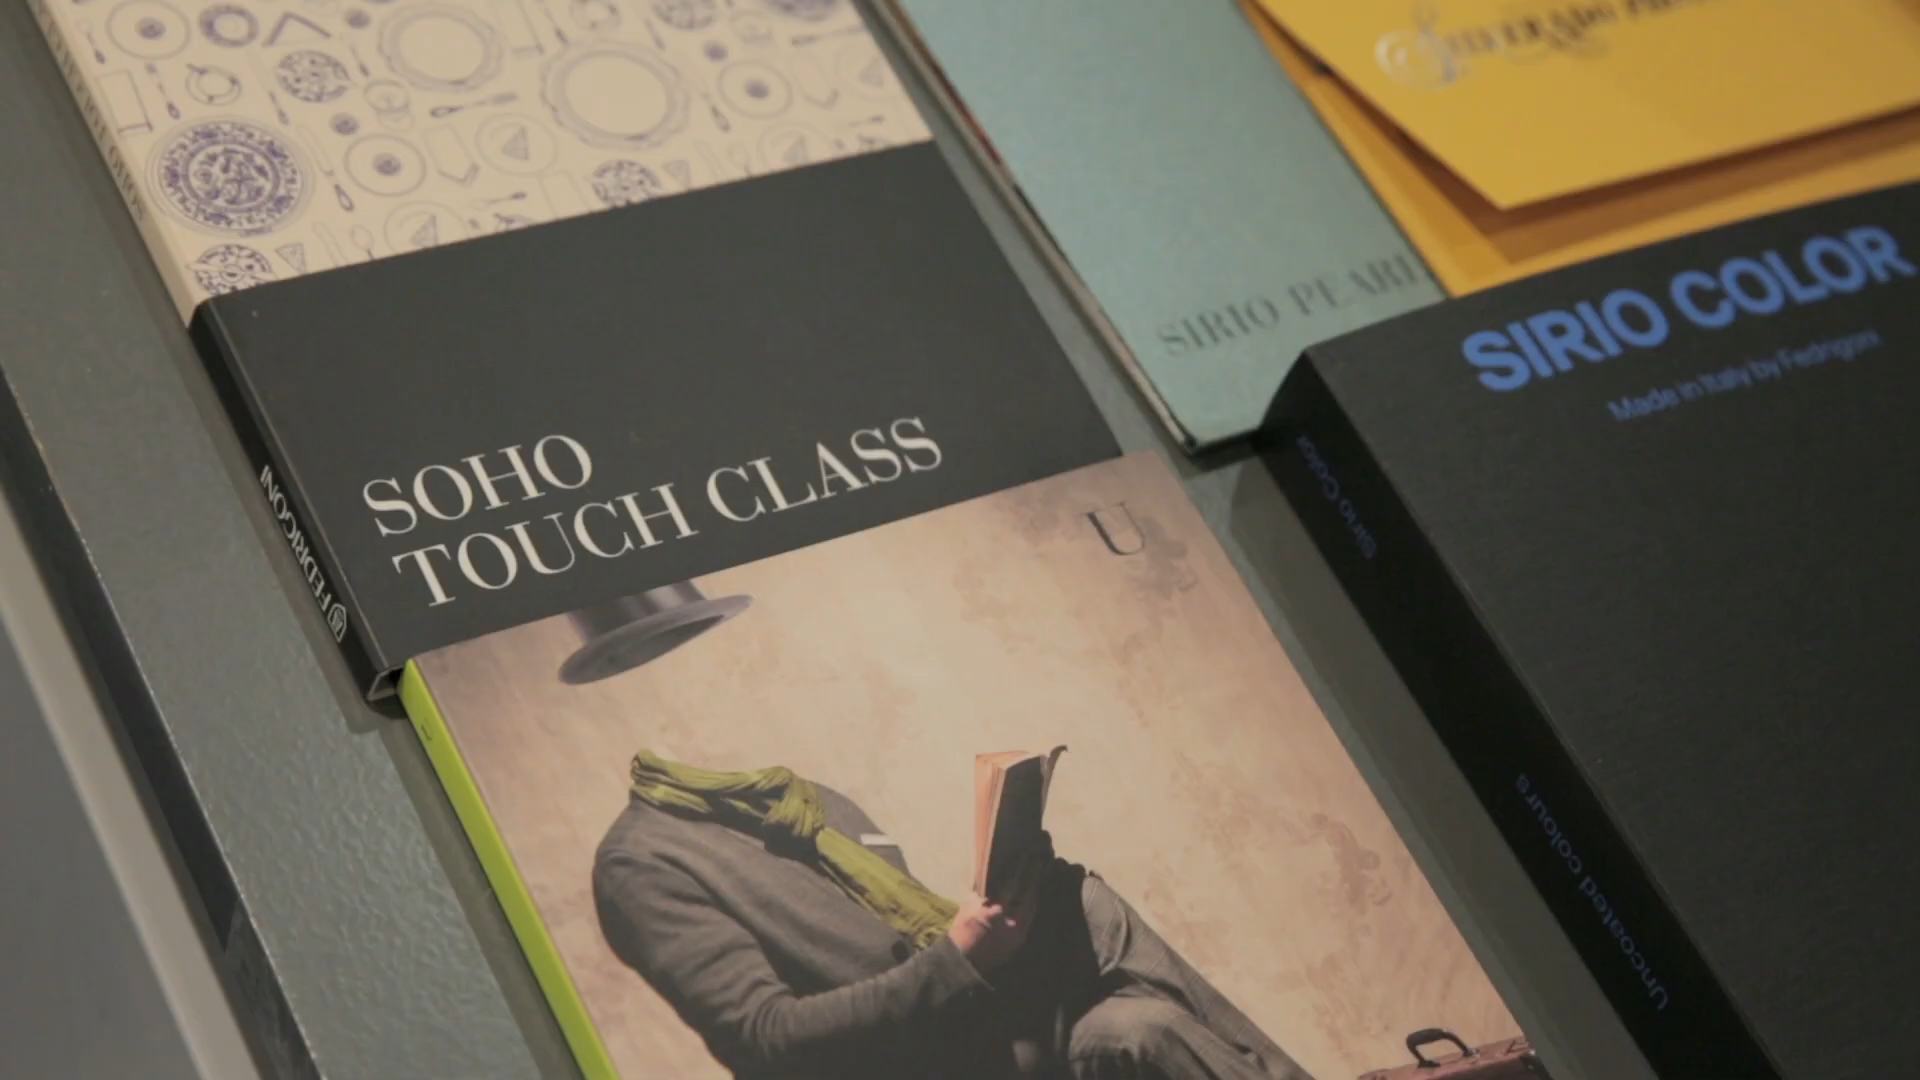 SIRIO PEARL
SIRIO COLOR
Made in Italy by Fedrigoni
Sirio Color
Uncoated colours
SOHO
TOUCH CLASS
FEDRIGONI
U